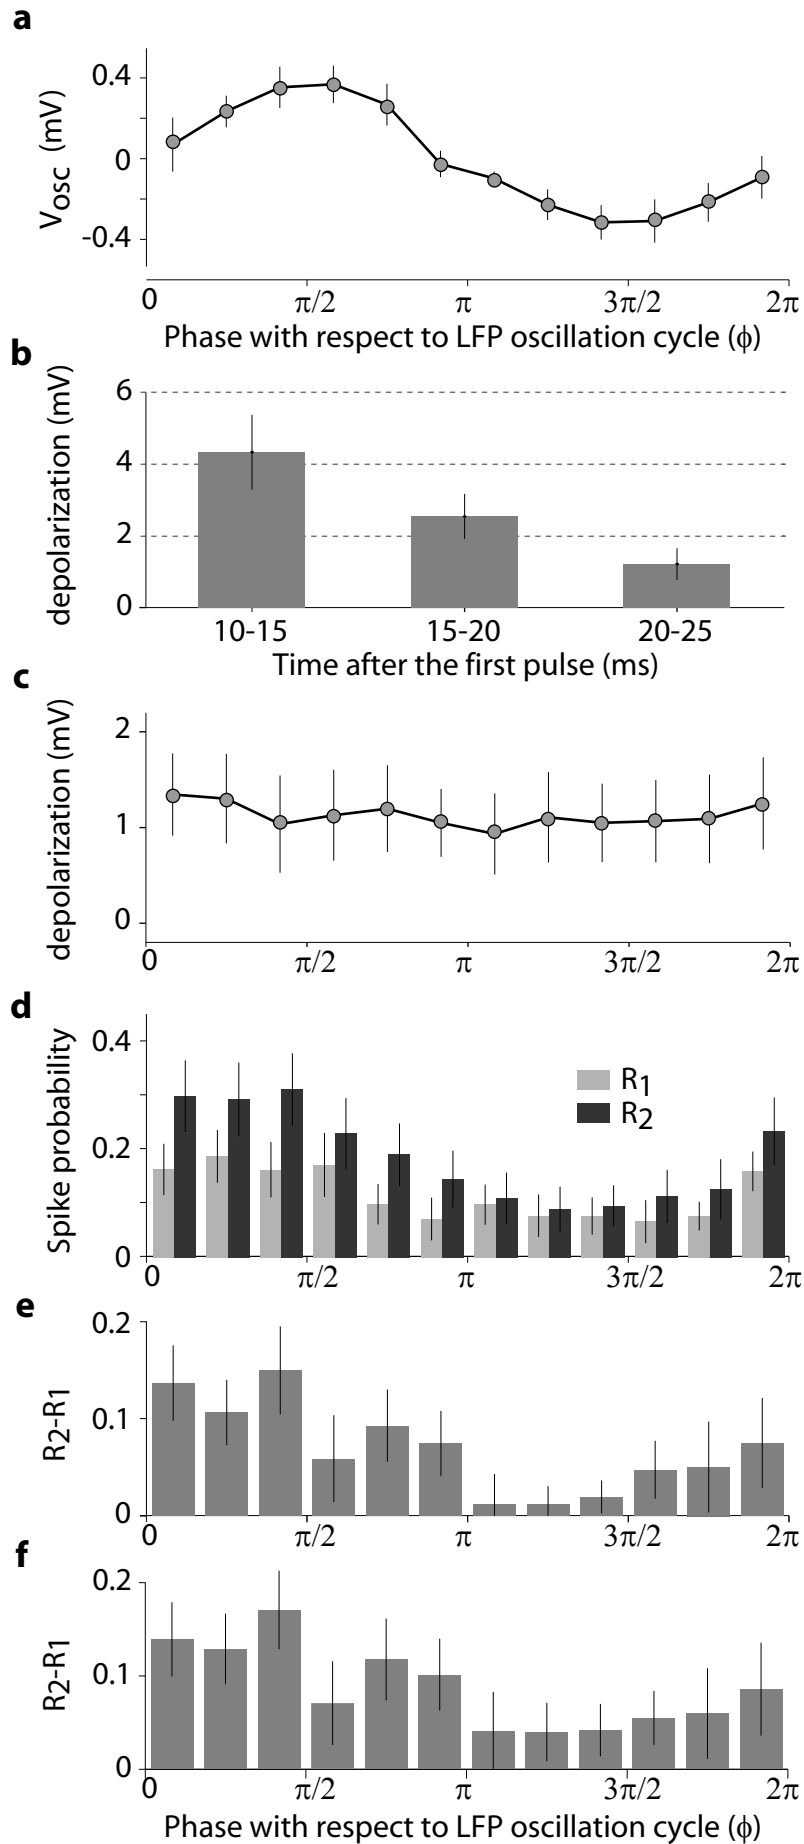 a
V_OSC (mV)
0.4
0
-0.4
0 π/2 π 3π/2 2π
Phase with respect to LFP oscillation cycle (ϕ)
b
depolarization (mV)
6
4
2
0
10-15 15-20 20-25
Time after the first pulse (ms)
c
depolarization (mV)
2
1
0
0 π/2 π 3π/2 2π
d
Spike probability
0.4
0.2
0
R1
R2
0 π/2 π 3π/2 2π
e
R2-R1
0.2
0.1
0
0 π/2 π 3π/2 2π
f
R2-R1
0.2
0.1
0
0 π/2 π 3π/2 2π
Phase with respect to LFP oscillation cycle (ϕ)